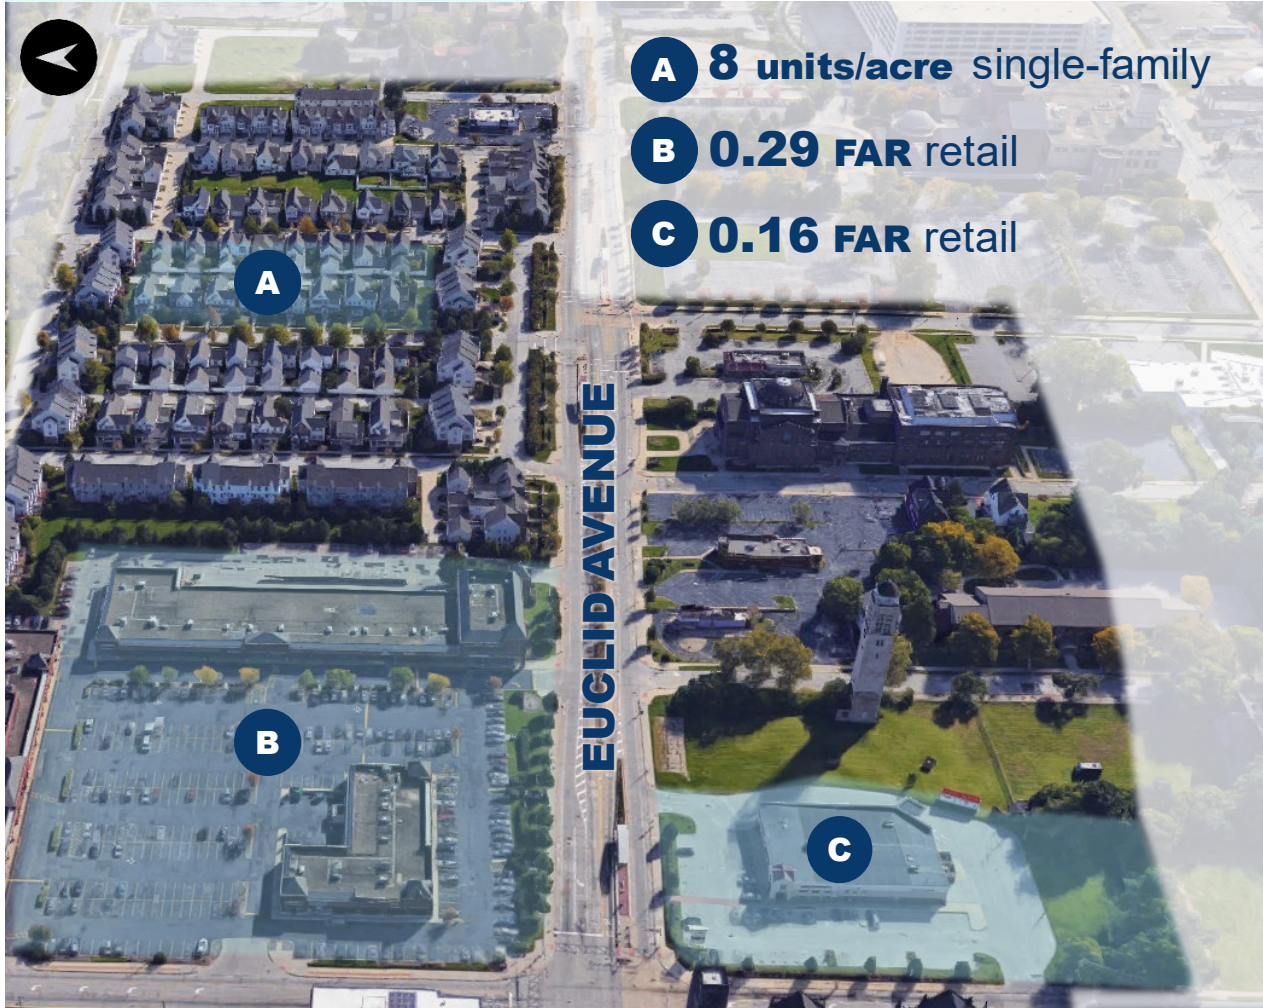 A 8 units/acre single-family
B 0.29 FAR retail
C 0.16 FAR retail
A
EUCLID AVENUE
B
C